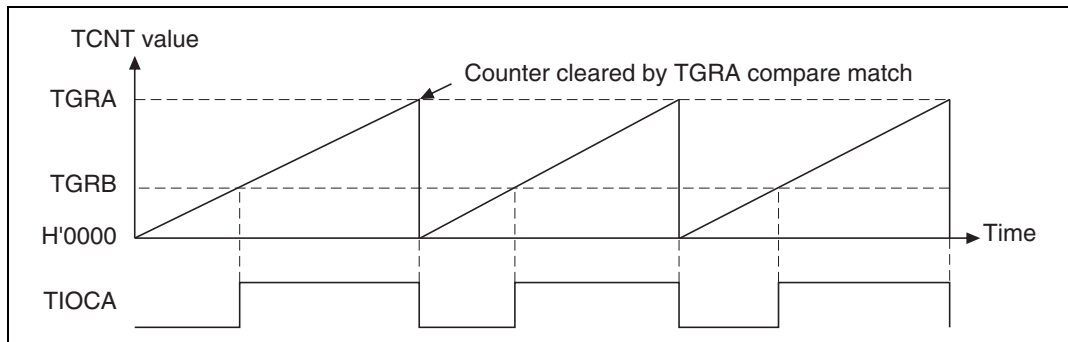 TCNT value
Counter cleared by TGRA compare match
TGRA
TGRB
H'0000
Time
TIOCA